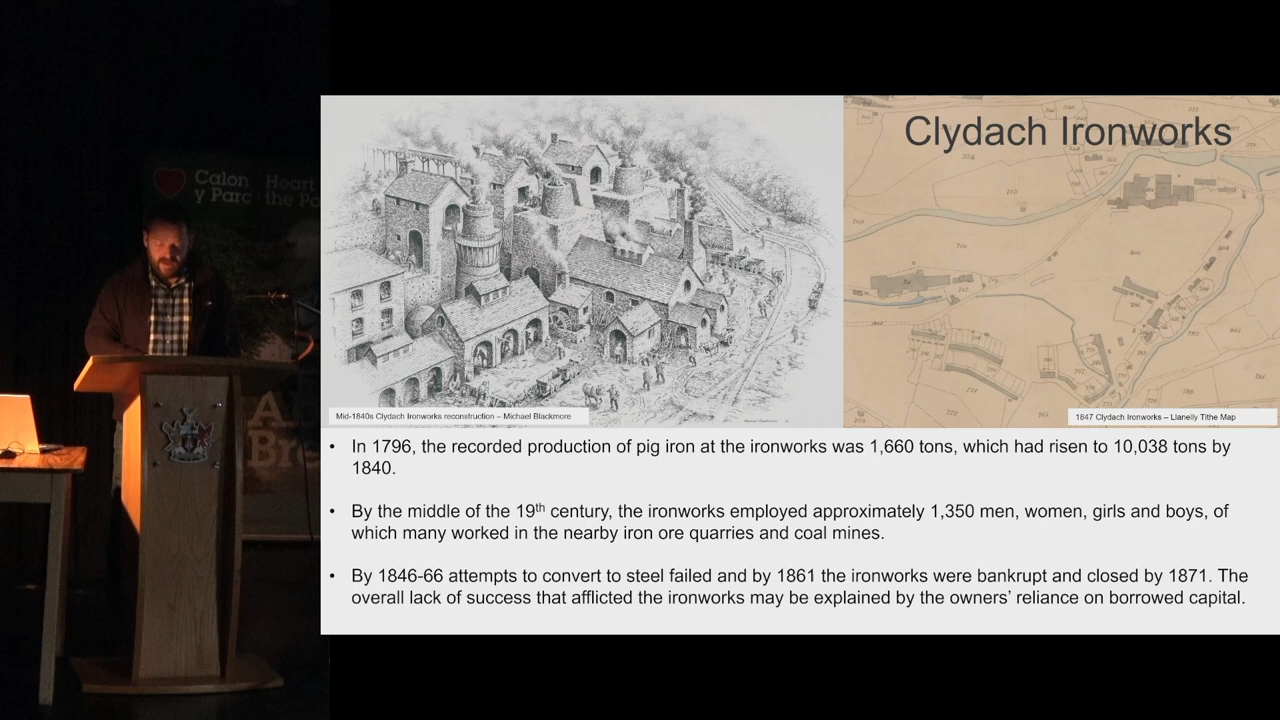 Calon
y Parc
Heart
the Pa
Clydach Ironworks
Mid-1840s Clydach Ironworks reconstruction – Michael Blackmore
1847 Clydach Ironworks – Llanelly Tithe Map
• In 1796, the recorded production of pig iron at the ironworks was 1,660 tons, which had risen to 10,038 tons by
1840.
• By the middle of the 19th century, the ironworks employed approximately 1,350 men, women, girls and boys, of
which many worked in the nearby iron ore quarries and coal mines.
• By 1846-66 attempts to convert to steel failed and by 1861 the ironworks were bankrupt and closed by 1871. The
overall lack of success that afflicted the ironworks may be explained by the owners’ reliance on borrowed capital.